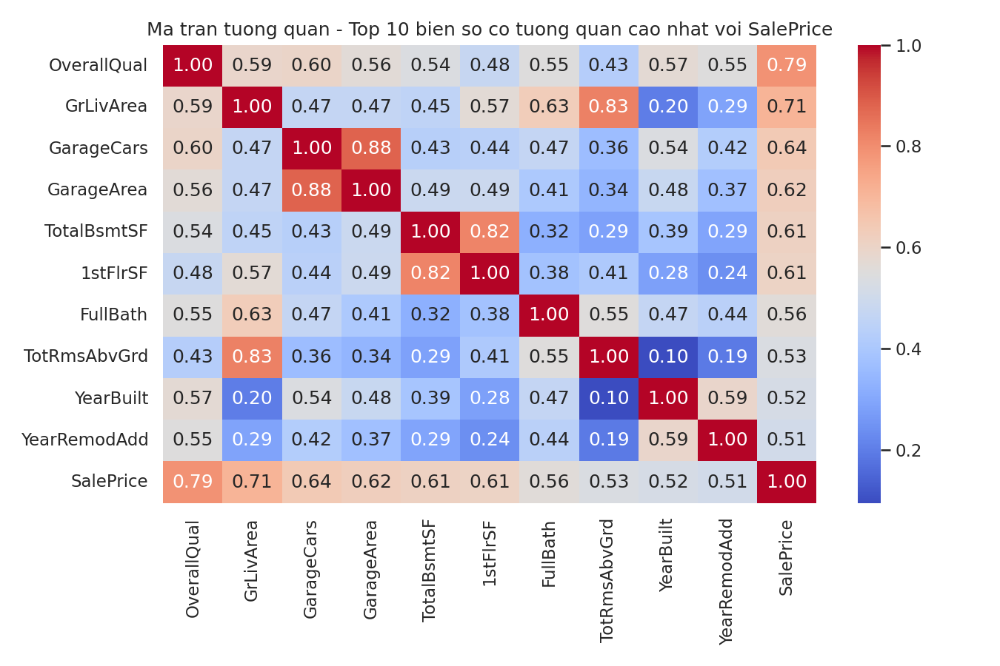 Ma tran tuong quan - Top 10 bien so co tuong quan cao nhat voi SalePrice
OverallQual 1.00 0.59 0.60 0.56 0.54 0.48 0.55 0.43 0.57 0.55 0.79
GrLivArea 0.59 1.00 0.47 0.47 0.45 0.57 0.63 0.83 0.20 0.29 0.71
GarageCars 0.60 0.47 1.00 0.88 0.43 0.44 0.47 0.36 0.54 0.42 0.64
GarageArea 0.56 0.47 0.88 1.00 0.49 0.49 0.41 0.34 0.48 0.37 0.62
TotalBsmtSF 0.54 0.45 0.43 0.49 1.00 0.82 0.32 0.29 0.39 0.29 0.61
1stFlrSF 0.48 0.57 0.44 0.49 0.82 1.00 0.38 0.41 0.28 0.24 0.61
FullBath 0.55 0.63 0.47 0.41 0.32 0.38 1.00 0.55 0.47 0.44 0.56
TotRmsAbvGrd 0.43 0.83 0.36 0.34 0.29 0.41 0.55 1.00 0.10 0.19 0.53
YearBuilt 0.57 0.20 0.54 0.48 0.39 0.28 0.47 0.10 1.00 0.59 0.52
YearRemodAdd 0.55 0.29 0.42 0.37 0.29 0.24 0.44 0.19 0.59 1.00 0.51
SalePrice 0.79 0.71 0.64 0.62 0.61 0.61 0.56 0.53 0.52 0.51 1.00
OverallQual
GrLivArea
GarageCars
GarageArea
TotalBsmtSF
1stFlrSF
FullBath
TotRmsAbvGrd
YearBuilt
YearRemodAdd
SalePrice
1.0
0.8
0.6
0.4
0.2